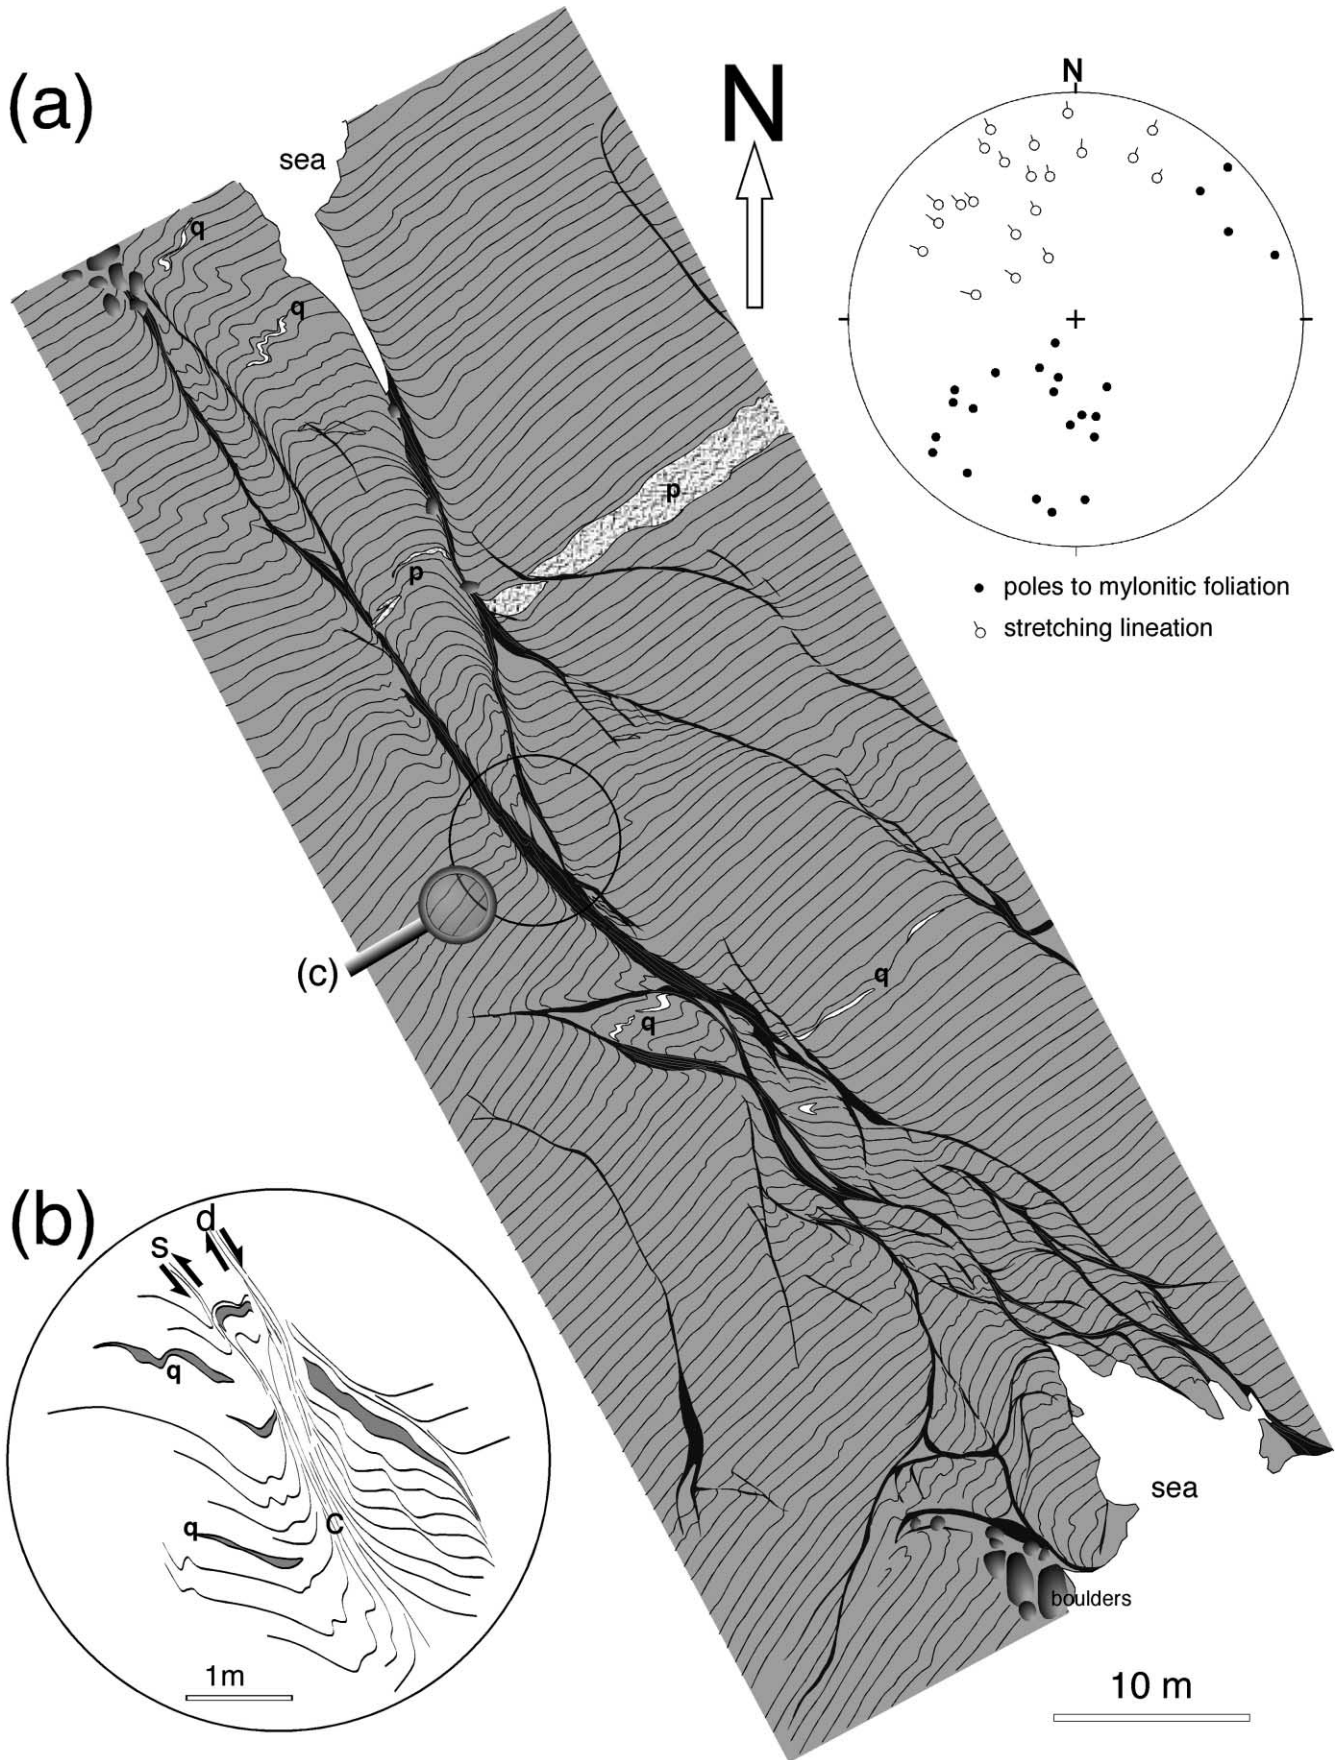 (a)
sea
N
N
q
q
p
p
poles to mylonitic foliation
stretching lineation
(c)
q
q
(b)
d
s
q
q
C
1m
sea
boulders
10 m